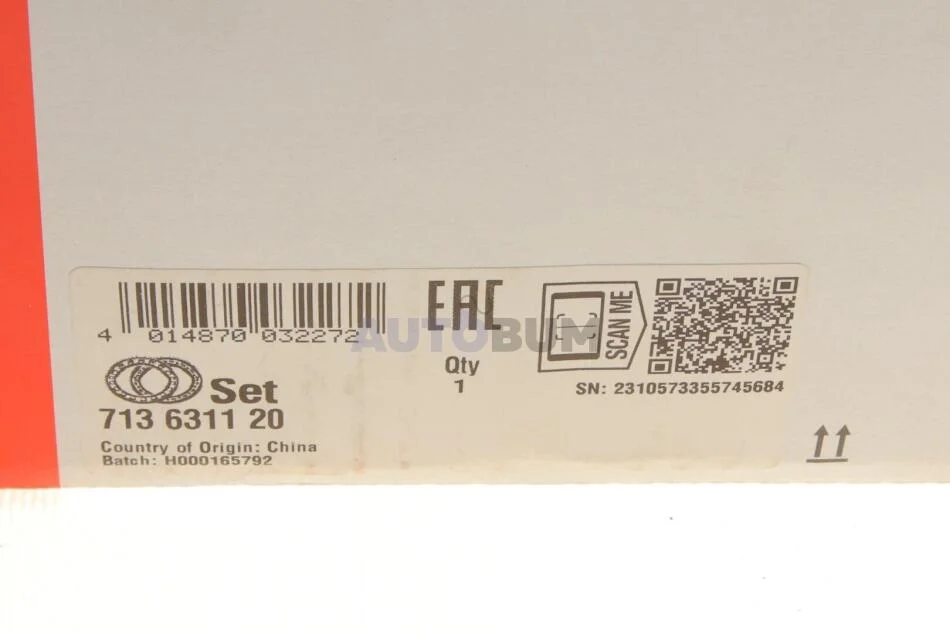 4 014870 032272
EAC
SCAN ME
AUTOBUM
Qty
1
SN: 2310573355745684
Set
713 6311 20
Country of Origin: China
Batch: H000165792